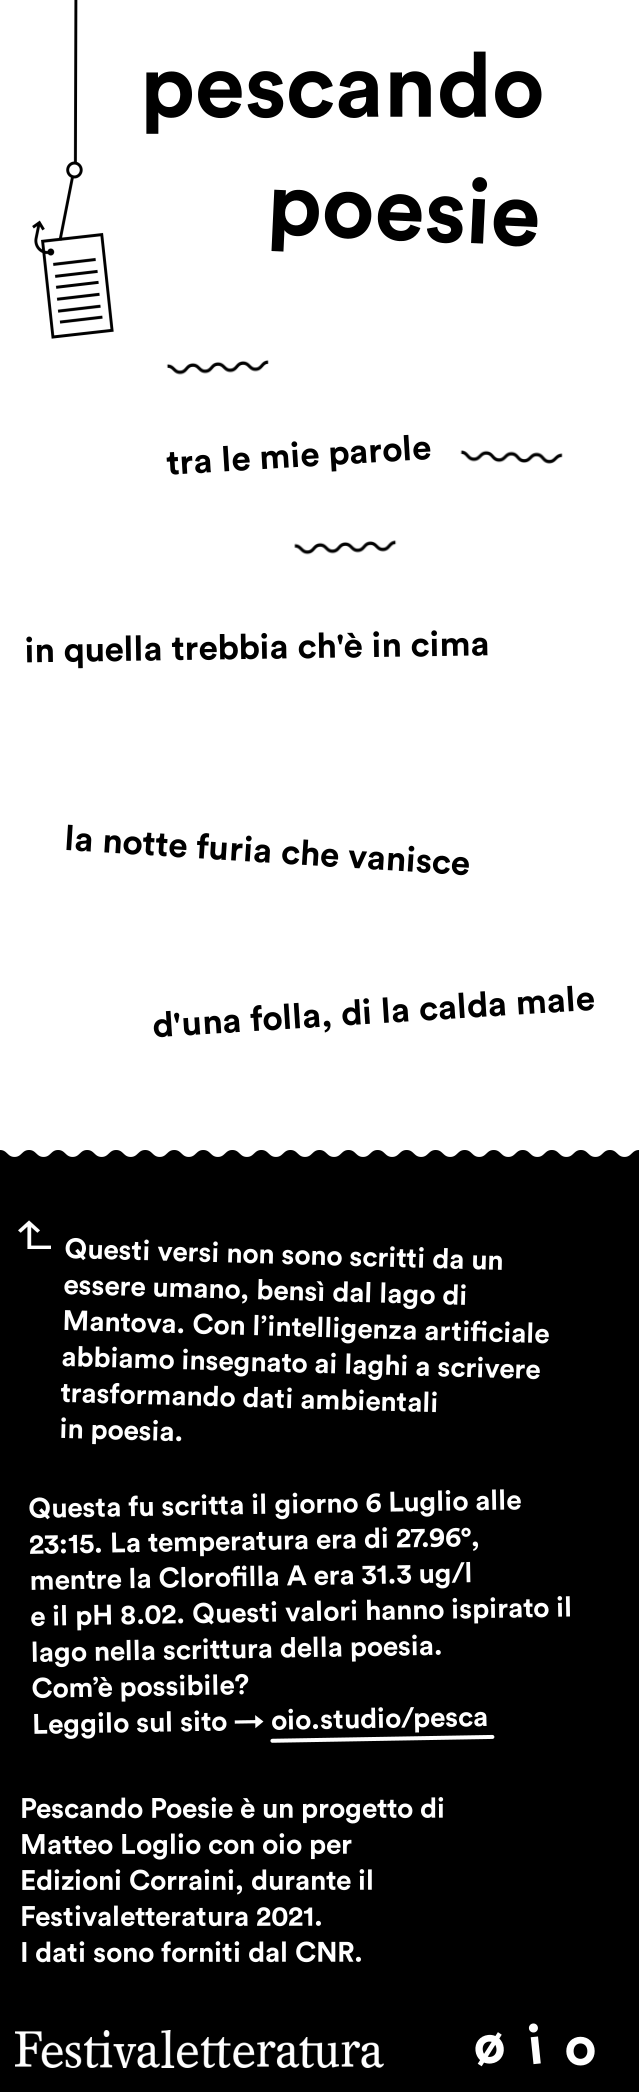 pescando
poesie
tra le mie parole
in quella trebbia ch'è in cima
la notte furia che vanisce
d'una folla, di la calda male
Questi versi non sono scritti da un
essere umano, bensì dal lago di
Mantova. Con l’intelligenza artificiale
abbiamo insegnato ai laghi a scrivere
trasformando dati ambientali
in poesia.
Questa fu scritta il giorno 6 Luglio alle
23:15. La temperatura era di 27.96°,
mentre la Clorofilla A era 31.3 ug/l
e il pH 8.02. Questi valori hanno ispirato il
lago nella scrittura della poesia.
Com’è possibile?
Leggilo sul sito → oio.studio/pesca
Pescando Poesie è un progetto di
Matteo Loglio con oio per
Edizioni Corraini, durante il
Festivaletteratura 2021.
I dati sono forniti dal CNR.
Festivaletteratura ø i o